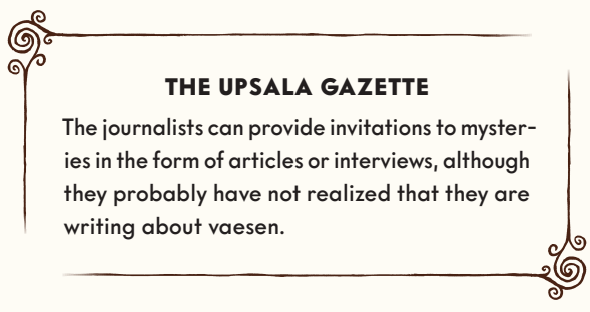 THE UPSALA GAZETTE
The journalists can provide invitations to myster-
ies in the form of articles or interviews, although
they probably have not realized that they are
writing about vaesen.